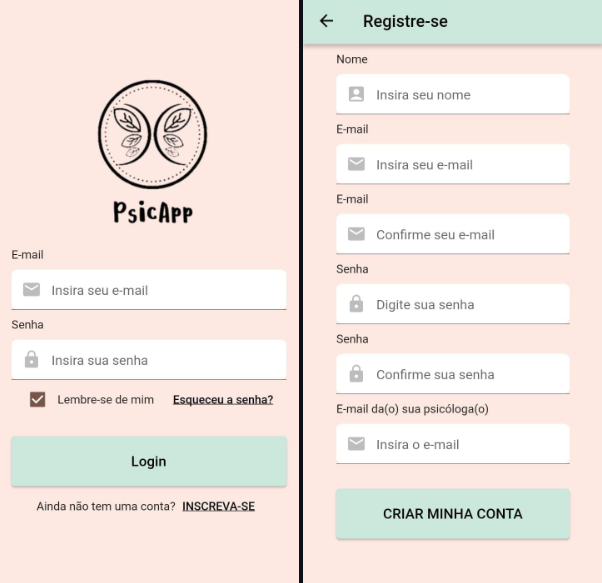 PsicApp
E-mail
Insira seu e-mail
Senha
Insira sua senha
Lembre-se de mim Esqueceu a senha?
Login
Ainda não tem uma conta? INSCREVA-SE
Registre-se
Nome
Insira seu nome
E-mail
Insira seu e-mail
E-mail
Confirme seu e-mail
Senha
Digite sua senha
Senha
Confirme sua senha
E-mail da(o) sua psicóloga(o)
Insira o e-mail
CRIAR MINHA CONTA